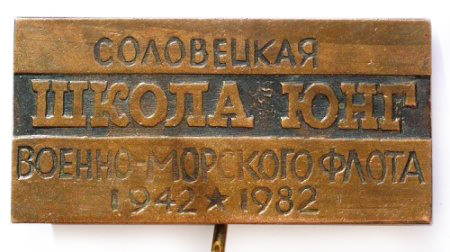 СОЛОВЕЦКАЯ
ШКОЛА ЮНГ
ВОЕННО-МОРСКОГО ФЛОТА
1942★1982